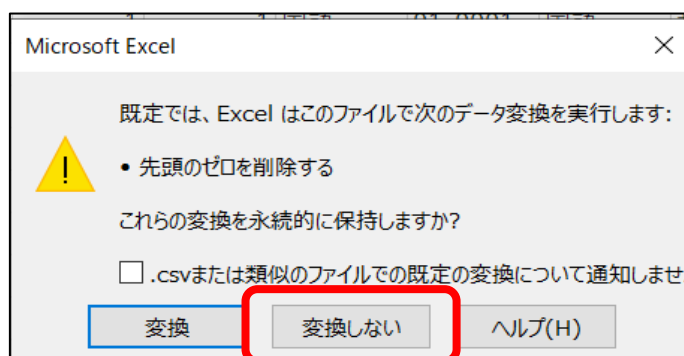 Microsoft Excel
既定では、Excel はこのファイルで次のデータ変換を実行します:
• 先頭のゼロを削除する
これらの変換を永続的に保持しますか?
.csvまたは類似のファイルでの既定の変換について通知しませ
変換 変換しない ヘルプ(H)